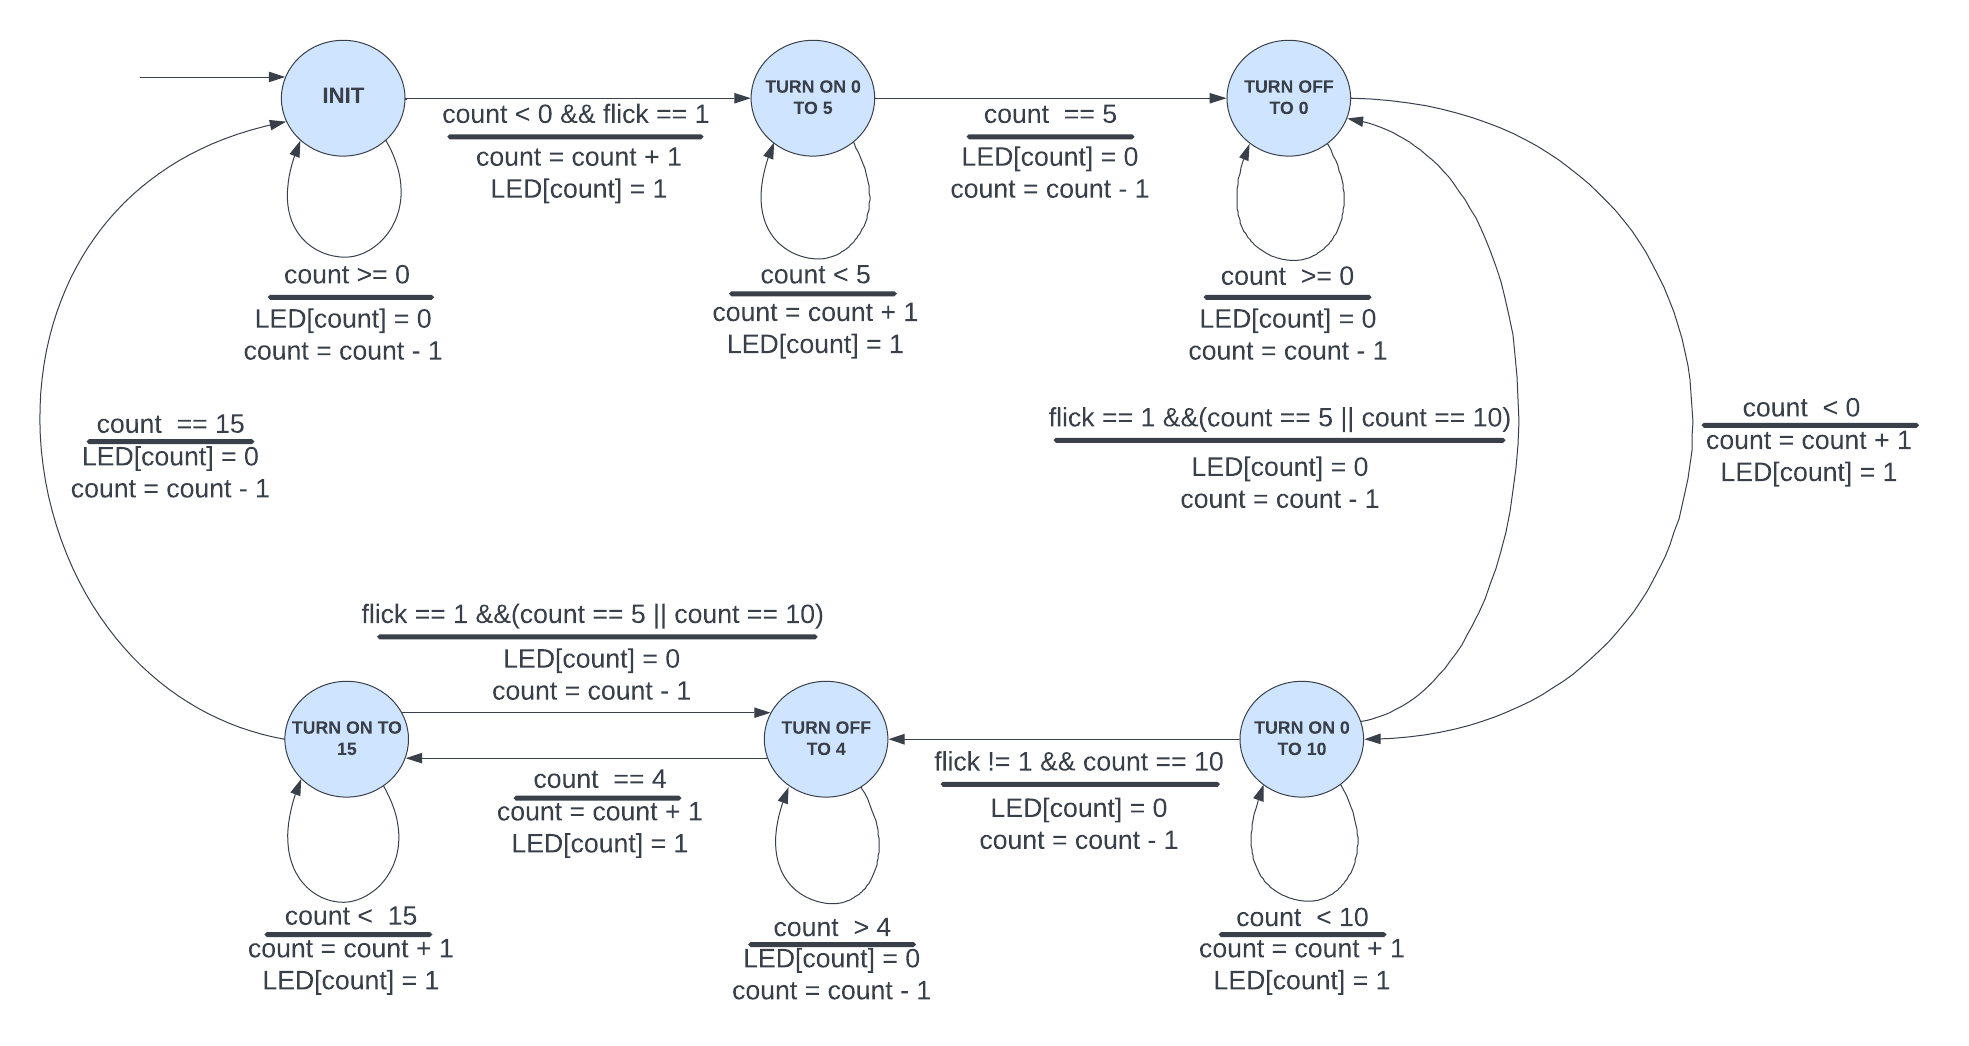 INIT
TURN ON 0
TO 5
TURN OFF
TO 0
count < 0 && flick == 1
count = count + 1
LED[count] = 1
count == 5
LED[count] = 0
count = count - 1
count >= 0
LED[count] = 0
count = count - 1
count < 5
count = count + 1
LED[count] = 1
count >= 0
LED[count] = 0
count = count - 1
count == 15
LED[count] = 0
count = count - 1
flick == 1 &&(count == 5 || count == 10)
LED[count] = 0
count = count - 1
count < 0
count = count + 1
LED[count] = 1
flick == 1 &&(count == 5 || count == 10)
LED[count] = 0
count = count - 1
TURN ON TO
15
TURN OFF
TO 4
TURN ON 0
TO 10
count == 4
count = count + 1
LED[count] = 1
flick != 1 && count == 10
LED[count] = 0
count = count - 1
count < 15
count = count + 1
LED[count] = 1
count > 4
LED[count] = 0
count = count - 1
count < 10
count = count + 1
LED[count] = 1